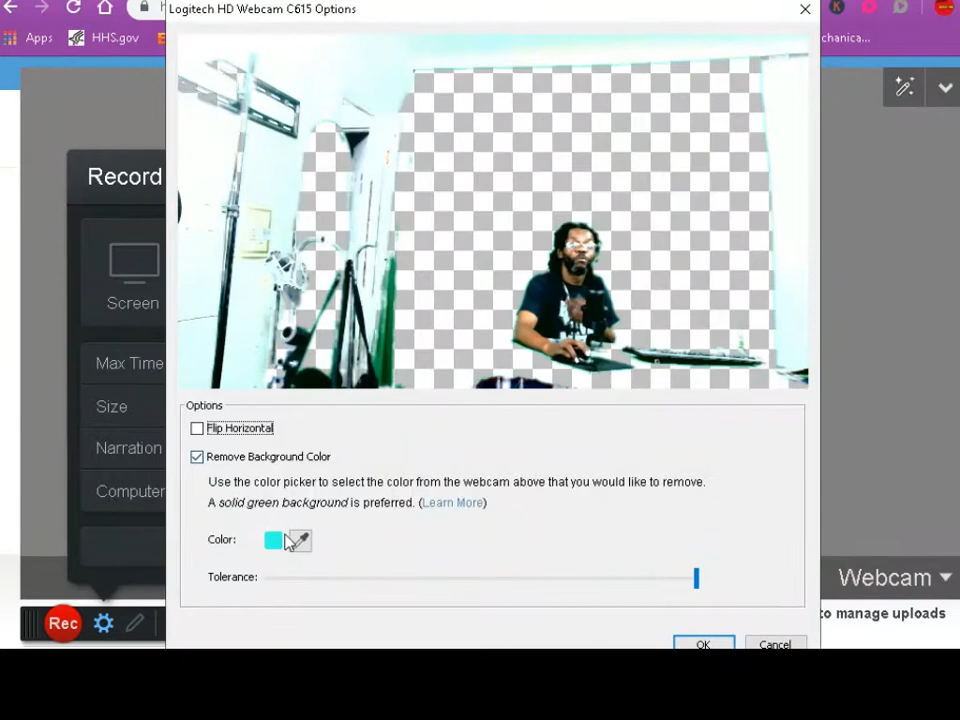 Logitech HD Webcam C615 Options
Apps
HHS.gov
K
chanica...
Record
Screen
Max Time
Size
Narration
Computer
Options
Flip Horizontal
Remove Background Color
Use the color picker to select the color from the webcam above that you would like to remove.
A solid green background is preferred. (Learn More)
Color:
Tolerance:
Webcam
to manage uploads
Rec
OK
Cancel